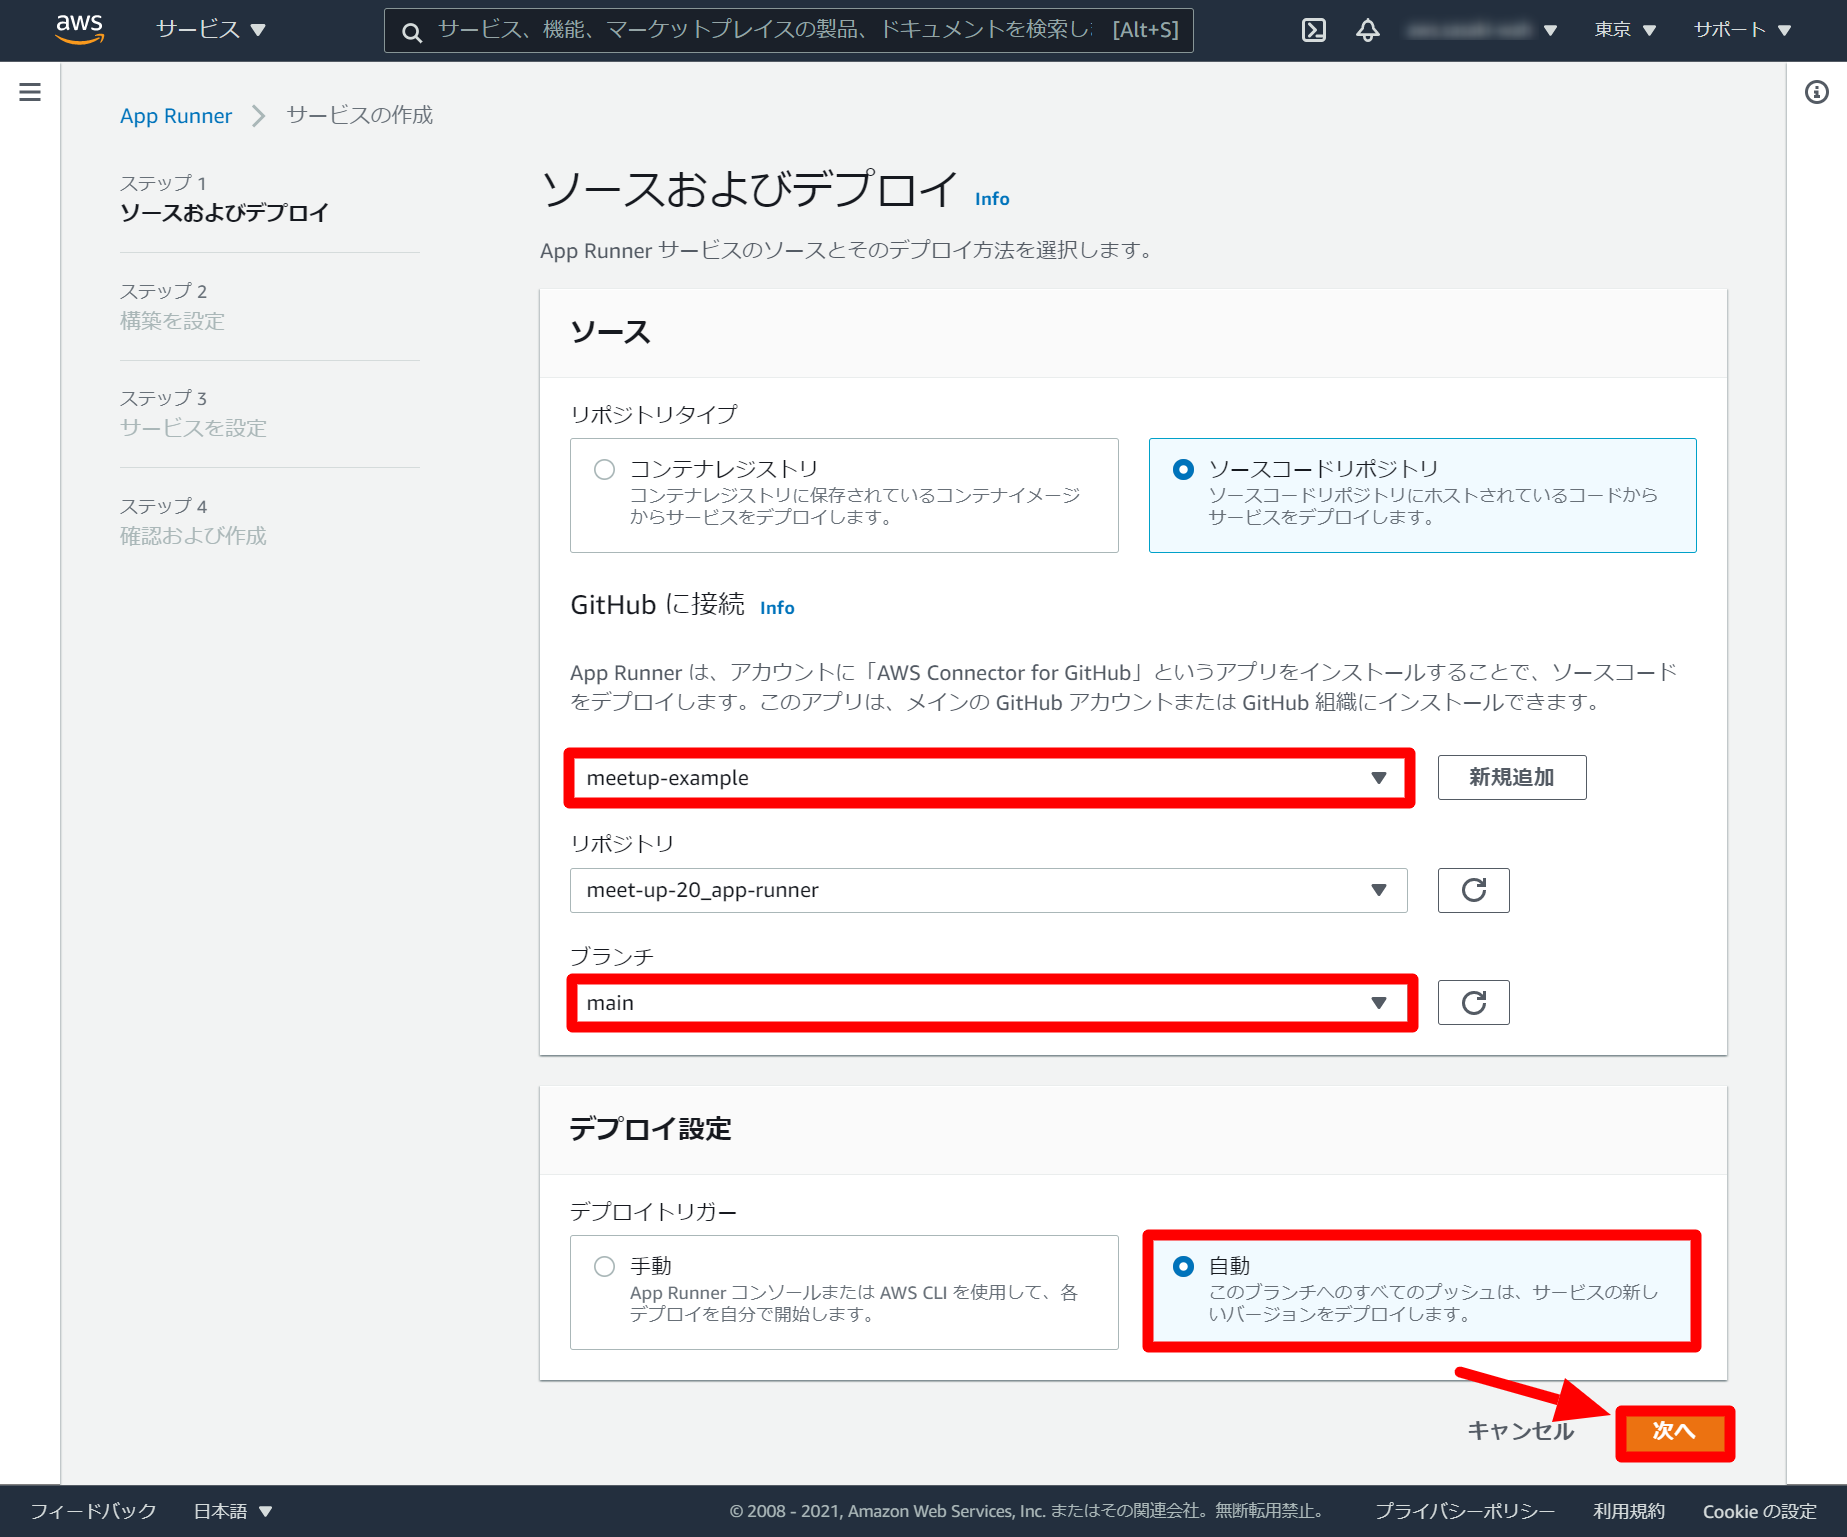 aws
サービス
サービス、機能、マーケットプレイスの製品、ドキュメントを検索し
[Alt+S]
東京
サポート
App Runner
サービスの作成
ステップ 1
ソースおよびデプロイ
ステップ 2
構築を設定
ステップ 3
サービスを設定
ステップ 4
確認および作成
ソースおよびデプロイ Info
App Runner サービスのソースとそのデプロイ方法を選択します。
ソース
リポジトリタイプ
コンテナレジストリ
コンテナレジストリに保存されているコンテナイメージ
からサービスをデプロイします。
ソースコードリポジトリ
ソースコードリポジトリにホストされているコードから
サービスをデプロイします。
GitHub に接続 Info
App Runner は、アカウントに「AWS Connector for GitHub」というアプリをインストールすることで、ソースコード
をデプロイします。このアプリは、メインの GitHub アカウントまたは GitHub 組織にインストールできます。
meetup-example
新規追加
リポジトリ
meet-up-20_app-runner
ブランチ
main
デプロイ設定
デプロイトリガー
手動
App Runner コンソールまたは AWS CLI を使用して、各
デプロイを自分で開始します。
自動
このブランチへのすべてのプッシュは、サービスの新し
いバージョンをデプロイします。
キャンセル
次へ
フィードバック
日本語
© 2008 - 2021, Amazon Web Services, Inc. またはその関連会社。無断転用禁止。
プライバシーポリシー
利用規約
Cookie の設定